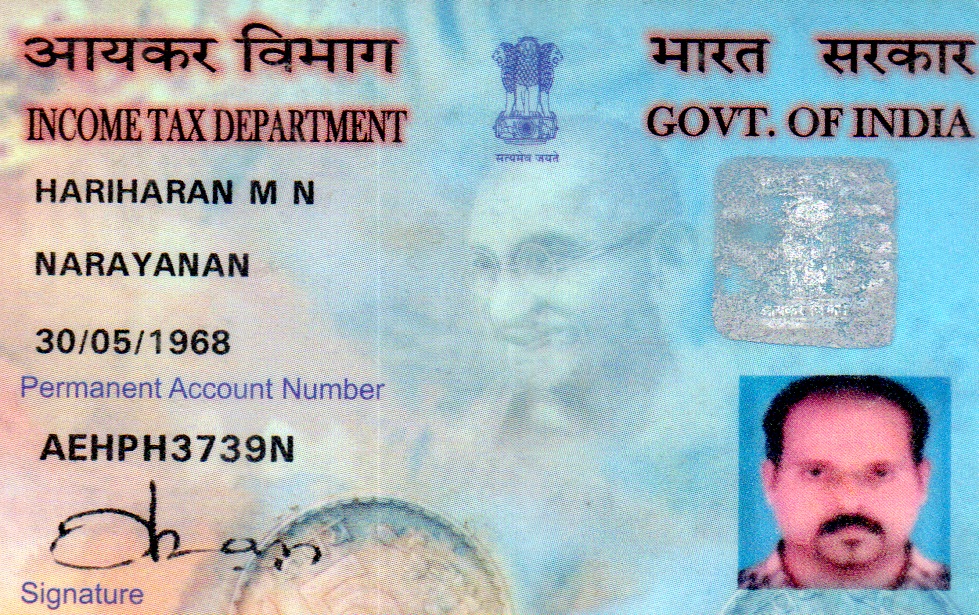 आयकर विभाग
भारत सरकार
INCOME TAX DEPARTMENT
GOVT. OF INDIA
सत्यमेव जयते
HARIHARAN M N
NARAYANAN
30/05/1968
Permanent Account Number
AEHPH3739N
आयकर विभाग
Signature